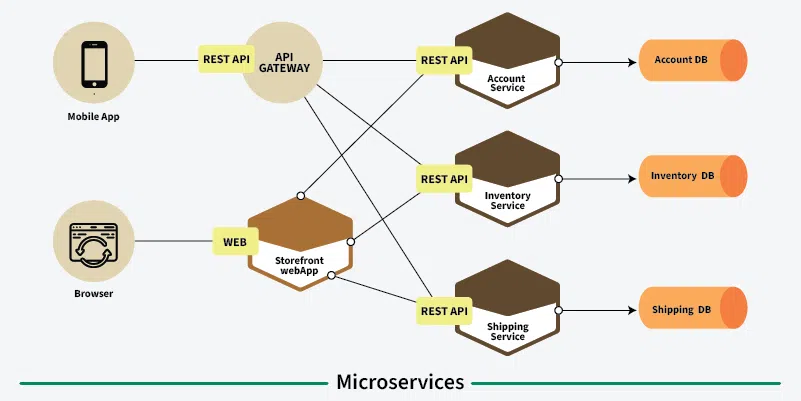 REST API
API
GATEWAY
REST API
Account
Service
Account DB
Mobile App
REST API
Inventory
Service
Inventory DB
WEB
Storefront
webApp
Browser
REST API
Shipping
Service
Shipping DB
Microservices